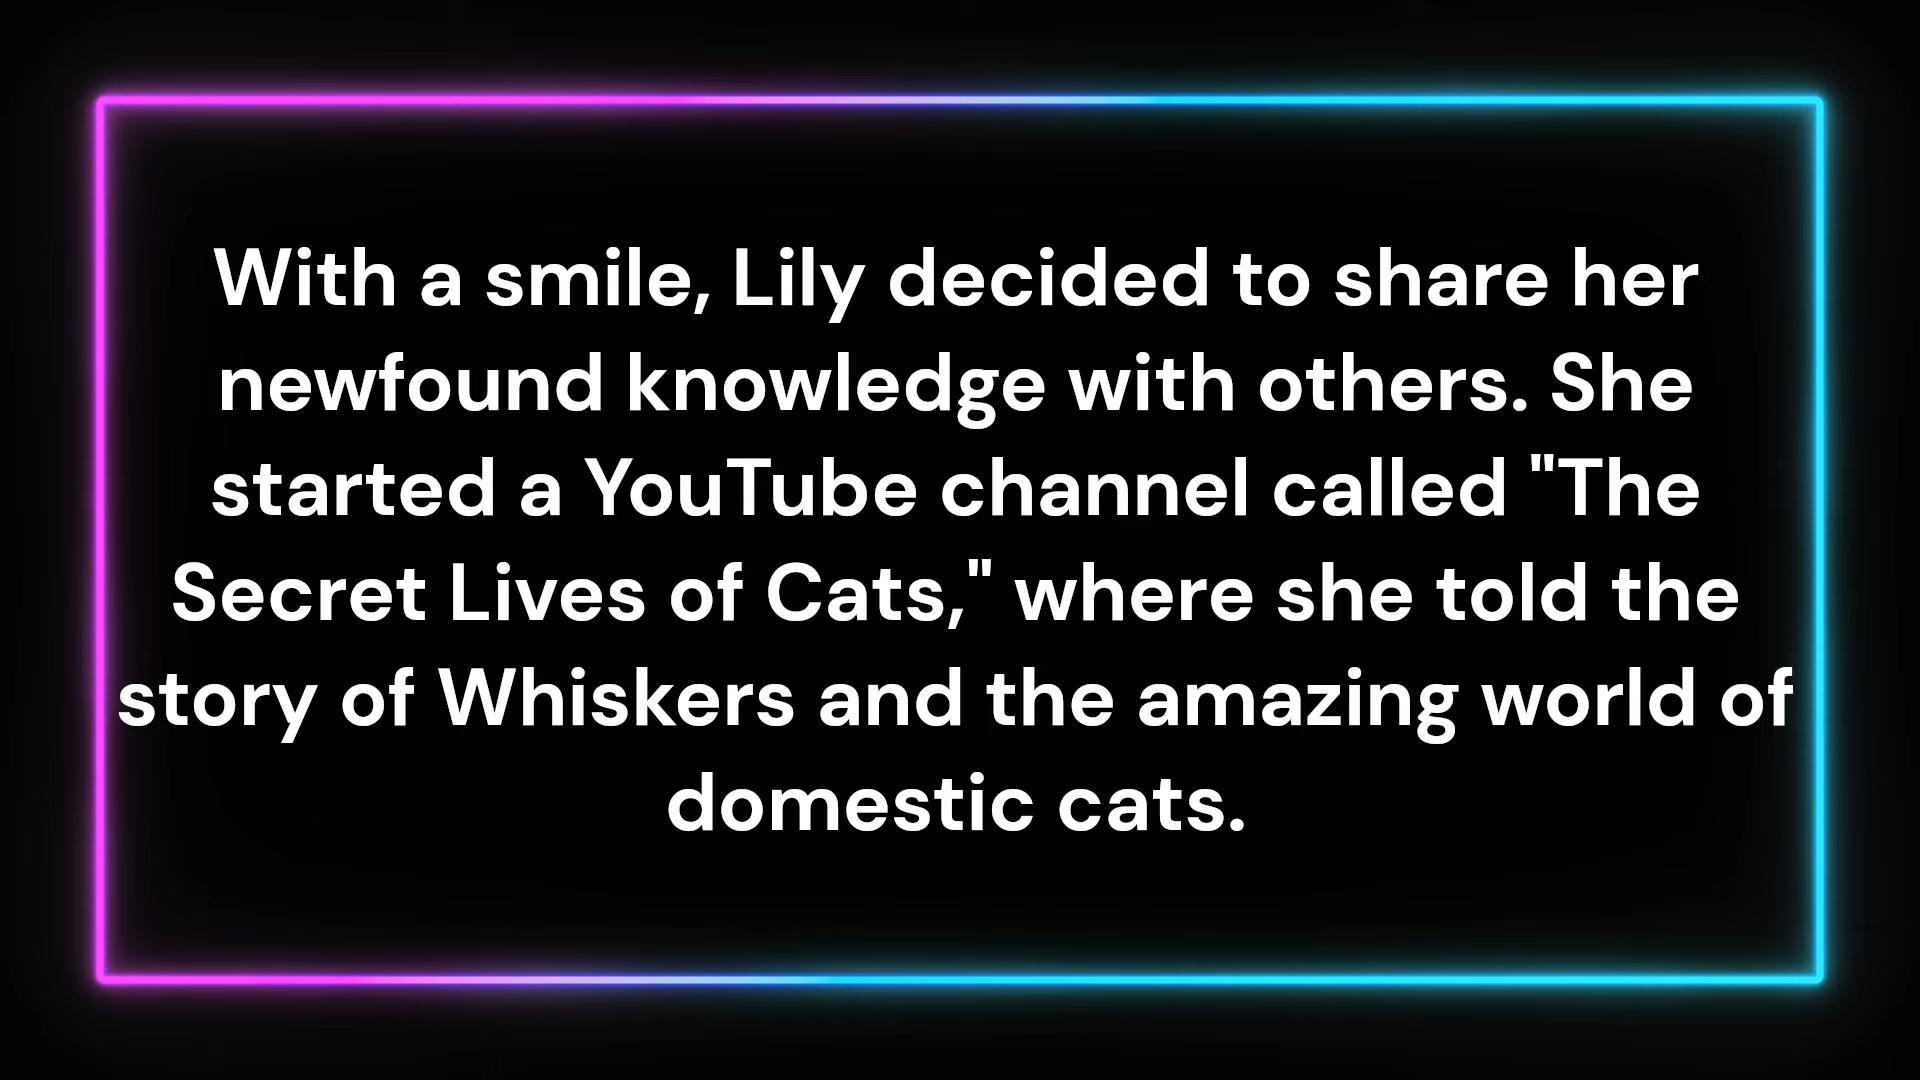 With a smile, Lily decided to share her
newfound knowledge with others. She
started a YouTube channel called "The
Secret Lives of Cats," where she told the
story of Whiskers and the amazing world of
domestic cats.